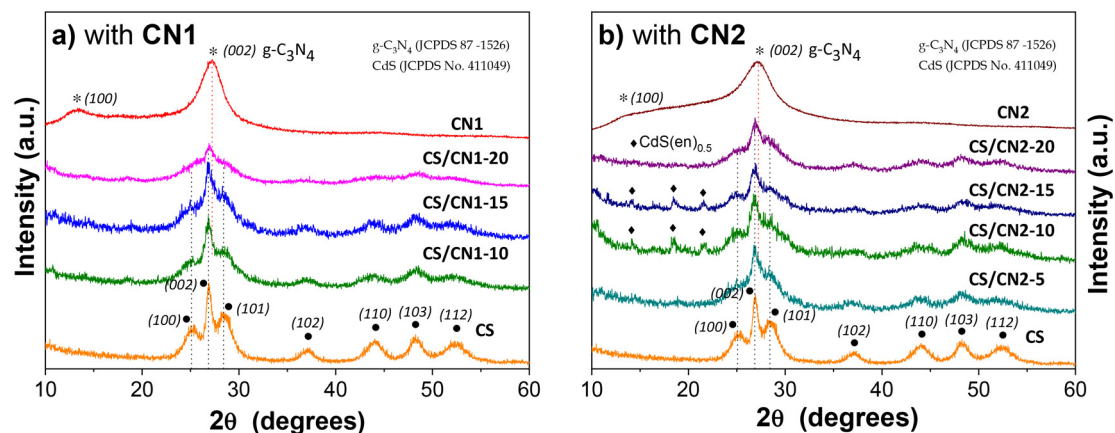 a) with CN1
* (002) g-C₃N₄
g-C₃N₄ (JCPDS 87 -1526)
CdS (JCPDS No. 411049)
* (100)
CN1
CS/CN1-20
CS/CN1-15
CS/CN1-10
(002)
(100)
(101)
(102)
(110)
(103)
(112)
CS
Intensity (a.u.)
10 20 30 40 50 60
2θ (degrees)
b) with CN2
* (002) g-C₃N₄
g-C₃N₄ (JCPDS 87 -1526)
CdS (JCPDS No. 411049)
* (100)
CN2
♦ CdS(en)₀.₅
CS/CN2-20
CS/CN2-15
CS/CN2-10
CS/CN2-5
(002)
(100)
(101)
(102)
(110)
(103)
(112)
CS
Intensity (a.u.)
10 20 30 40 50 60
2θ (degrees)